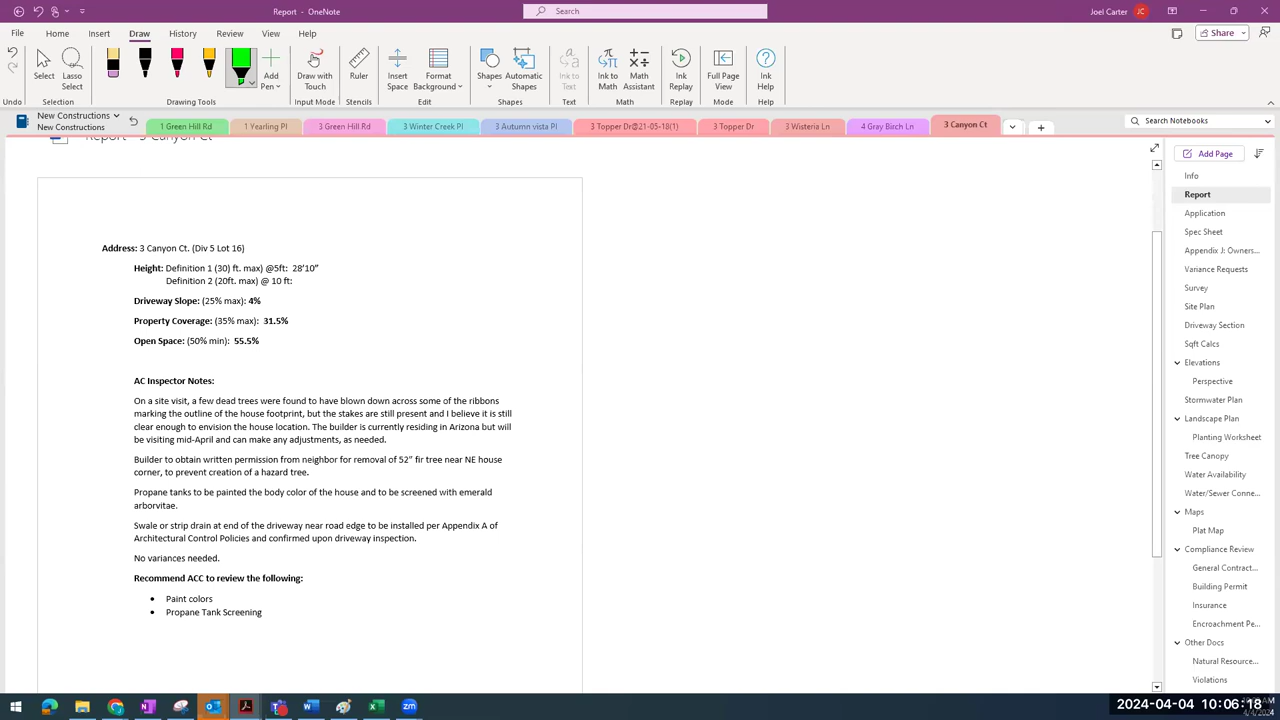 Report - OneNote
Search
Joel Carter JC
File Home Insert Draw History Review View Help
Share
Select Lasso Select Add Pen Draw with Touch Ruler Insert Space Format Background Shapes Automatic Shapes Ink to Text Ink to Math Math Assistant Ink Replay Full Page View Ink Help
Undo Selection Drawing Tools Input Mode Stencils Edit Shapes Text Math Replay Mode Help
New Constructions
New Constructions
1 Green Hill Rd 1 Yearling Pl 3 Green Hill Rd 3 Winter Creek Pl 3 Autumn vista Pl 3 Topper Dr@21-05-18(1) 3 Topper Dr 3 Wisteria Ln 4 Gray Birch Ln 3 Canyon Ct
Search Notebooks
Report - 3 Canyon Ct
Address: 3 Canyon Ct. (Div 5 Lot 16)
Height: Definition 1 (30) ft. max) @5ft: 28'10"
Definition 2 (20ft. max) @ 10 ft:
Driveway Slope: (25% max): 4%
Property Coverage: (35% max): 31.5%
Open Space: (50% min): 55.5%
AC Inspector Notes:
On a site visit, a few dead trees were found to have blown down across some of the ribbons
marking the outline of the house footprint, but the stakes are still present and I believe it is still
clear enough to envision the house location. The builder is currently residing in Arizona but will
be visiting mid-April and can make any adjustments, as needed.
Builder to obtain written permission from neighbor for removal of 52" fir tree near NE house
corner, to prevent creation of a hazard tree.
Propane tanks to be painted the body color of the house and to be screened with emerald
arborvitae.
Swale or strip drain at end of the driveway near road edge to be installed per Appendix A of
Architectural Control Policies and confirmed upon driveway inspection.
No variances needed.
Recommend ACC to review the following:
• Paint colors
• Propane Tank Screening
Add Page
Info
Report
Application
Spec Sheet
Appendix J: Owners...
Variance Requests
Survey
Site Plan
Driveway Section
Sqft Calcs
Elevations
Perspective
Stormwater Plan
Landscape Plan
Planting Worksheet
Tree Canopy
Water Availability
Water/Sewer Conne...
Maps
Plat Map
Compliance Review
General Contract...
Building Permit
Insurance
Encroachment Pe...
Other Docs
Natural Resource...
Violations
2024-04-04 10:06:18